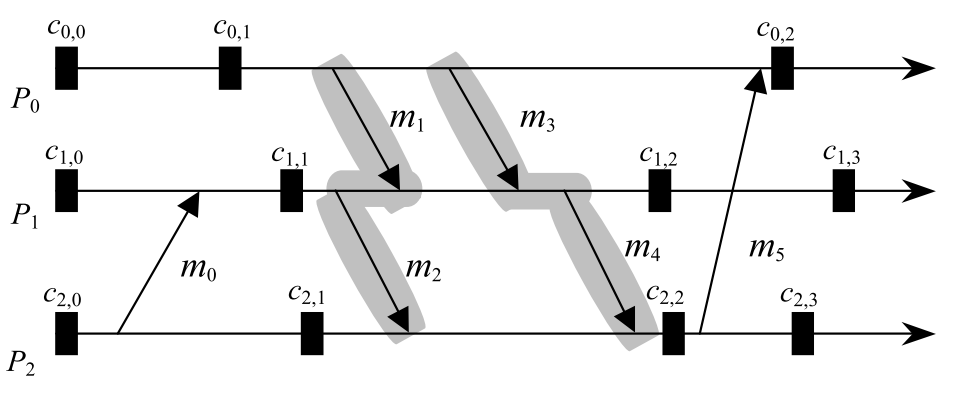 c0,0 c0,1 c0,2
P0
m1 m3
c1,0 c1,1 c1,2 c1,3
P1
m0 m2 m4 m5
c2,0 c2,1 c2,2 c2,3
P2